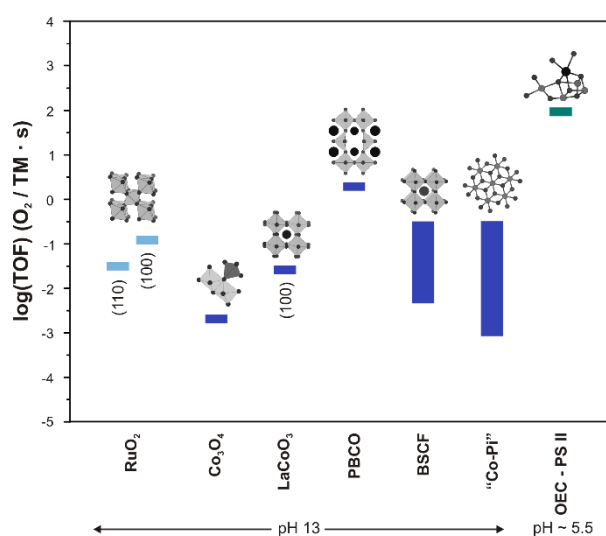 log(TOF) (O₂ / TM · s)
4
3
2
1
0
-1
-2
-3
-4
-5
(110)
(100)
(100)
RuO₂
Co₃O₄
LaCoO₃
PBCO
BSCF
“Co-Pi”
OEC - PS II
pH 13
pH ~ 5.5